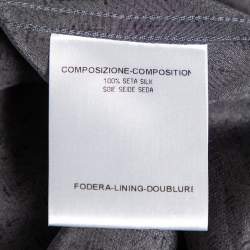 COMPOSIZIONE-COMPOSITION
100% SETA SILK
SOIE SEIDE SEDA
FODERA-LINING-DOUBLURE